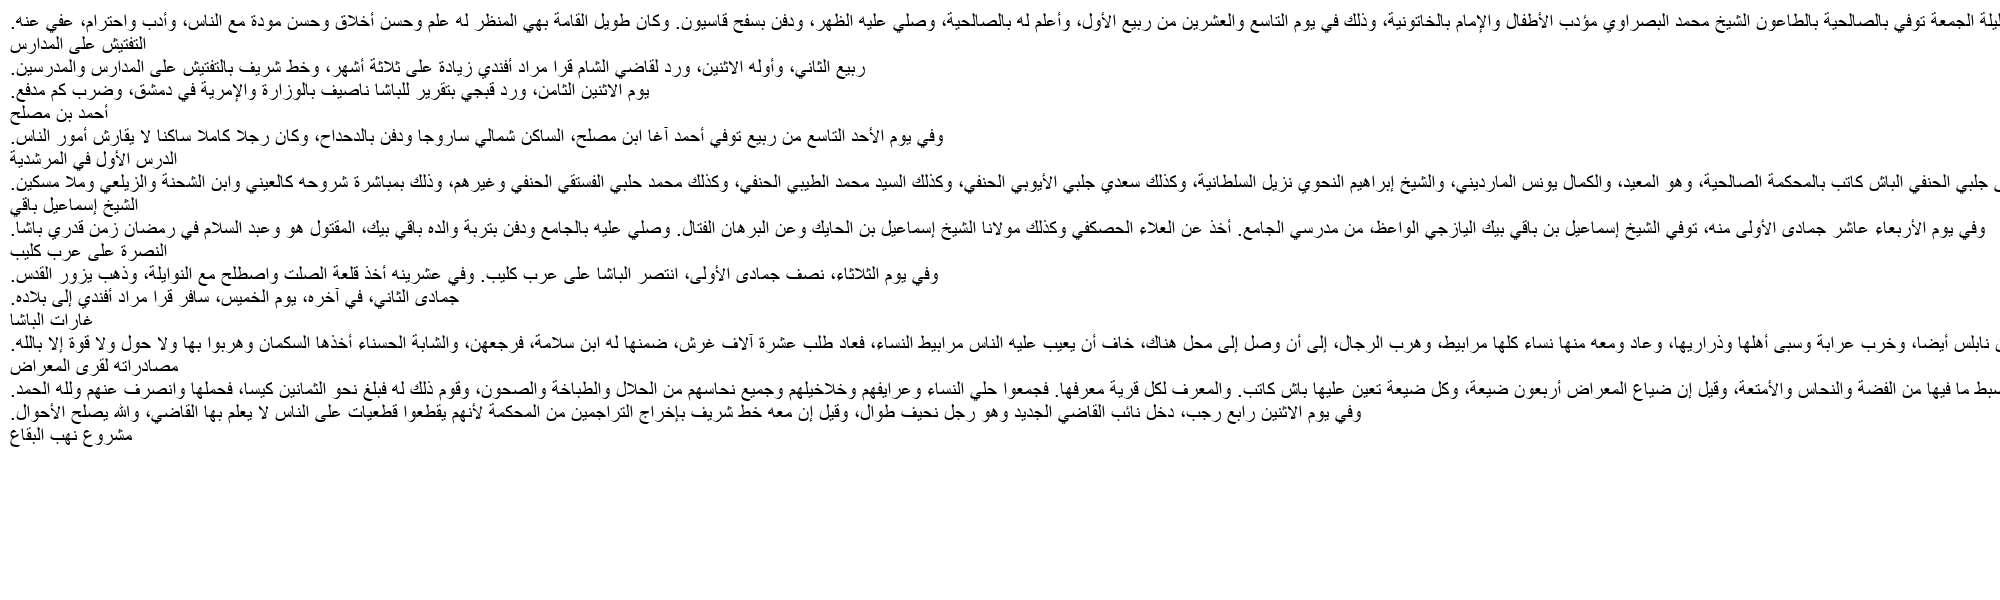 ليلة الجمعة توفي بالصالحية بالطاعون الشيخ محمد البصراوي مؤدب الأطفال والإمام بالخاتونية، وذلك في يوم التاسع والعشرين من ربيع الأول، وأعلم له بالصالحية، وصلي عليه الظهر، ودفن بسفح قاسيون. وكان طويل القامة بهي المنظر له علم وحسن أخلاق وحسن مودة مع الناس، وأدب واحترام، عفي عنه.
التفتيش على المدارس
ربيع الثاني، وأوله الاثنين، ورد لقاضي الشام قرا مراد أفندي زيادة على ثلاثة أشهر، وخط شريف بالتفتيش على المدارس والمدرسين.
يوم الاثنين الثامن، ورد قبجي بتقرير للباشا ناصيف بالوزارة والإمرية في دمشق، وضرب كم مدفع.
أحمد بن مصلح
وفي يوم الأحد التاسع من ربيع توفي أحمد آغا ابن مصلح، الساكن شمالي ساروجا ودفن بالدحداح، وكان رجلا كاملا ساكنا لا يقارش أمور الناس.
الدرس الأول في المرشدية
جلبي الحنفي الباش كاتب بالمحكمة الصالحية، وهو المعيد، والكمال يونس المارديني، والشيخ إبراهيم النحوي نزيل السلطانية، وكذلك سعدي جلبي الأيوبي الحنفي، وكذلك السيد محمد الطيبي الحنفي، وكذلك محمد حلبي الفستقي الحنفي وغيرهم، وذلك بمباشرة شروحه كالعيني وابن الشحنة والزيلعي وملا مسكين.
الشيخ إسماعيل باقي
وفي يوم الأربعاء عاشر جمادى الأولى منه، توفي الشيخ إسماعيل بن باقي بيك اليازجي الواعظ، من مدرسي الجامع. أخذ عن العلاء الحصكفي وكذلك مولانا الشيخ إسماعيل بن الحايك وعن البرهان الفتال. وصلي عليه بالجامع ودفن بتربة والده باقي بيك، المقتول هو وعبد السلام في رمضان زمن قدري باشا.
النصرة على عرب كليب
وفي يوم الثلاثاء، نصف جمادى الأولى، انتصر الباشا على عرب كليب. وفي عشرينه أخذ قلعة الصلت واصطلح مع النوايلة، وذهب يزور القدس.
جمادى الثاني، في آخره، يوم الخميس، سافر قرا مراد أفندي إلى بلاده.
غارات الباشا
نابلس أيضا، وخرب عرابة وسبى أهلها وذراريها، وعاد ومعه منها نساء كلها مرابيط، وهرب الرجال، إلى أن وصل إلى محل هناك، خاف أن يعيب عليه الناس مرابيط النساء، فعاد طلب عشرة آلاف غرش، ضمنها له ابن سلامة، فرجعهن، والشابة الحسناء أخذها السكمان وهربوا بها ولا حول ولا قوة إلا بالله.
مصادراته لقرى المعراض
ما فيها من الفضة والنحاس والأمتعة، وقيل إن ضياع المعراض أربعون ضيعة، وكل ضيعة تعين عليها باش كاتب. والمعرف لكل قرية معرفها. فجمعوا حلي النساء وعرايفهم وخلاخيلهم وجميع نحاسهم من الحلال والطباخة والصحون، وقوم ذلك له فبلغ نحو الثمانين كيسا، فحملها وانصرف عنهم ولله الحمد.
وفي يوم الاثنين رابع رجب، دخل نائب القاضي الجديد وهو رجل نحيف طوال، وقيل إن معه خط شريف بإخراج التراجمين من المحكمة لأنهم يقطعوا قطعيات على الناس لا يعلم بها القاضي، والله يصلح الأحوال.
مشروع نهب البقاع